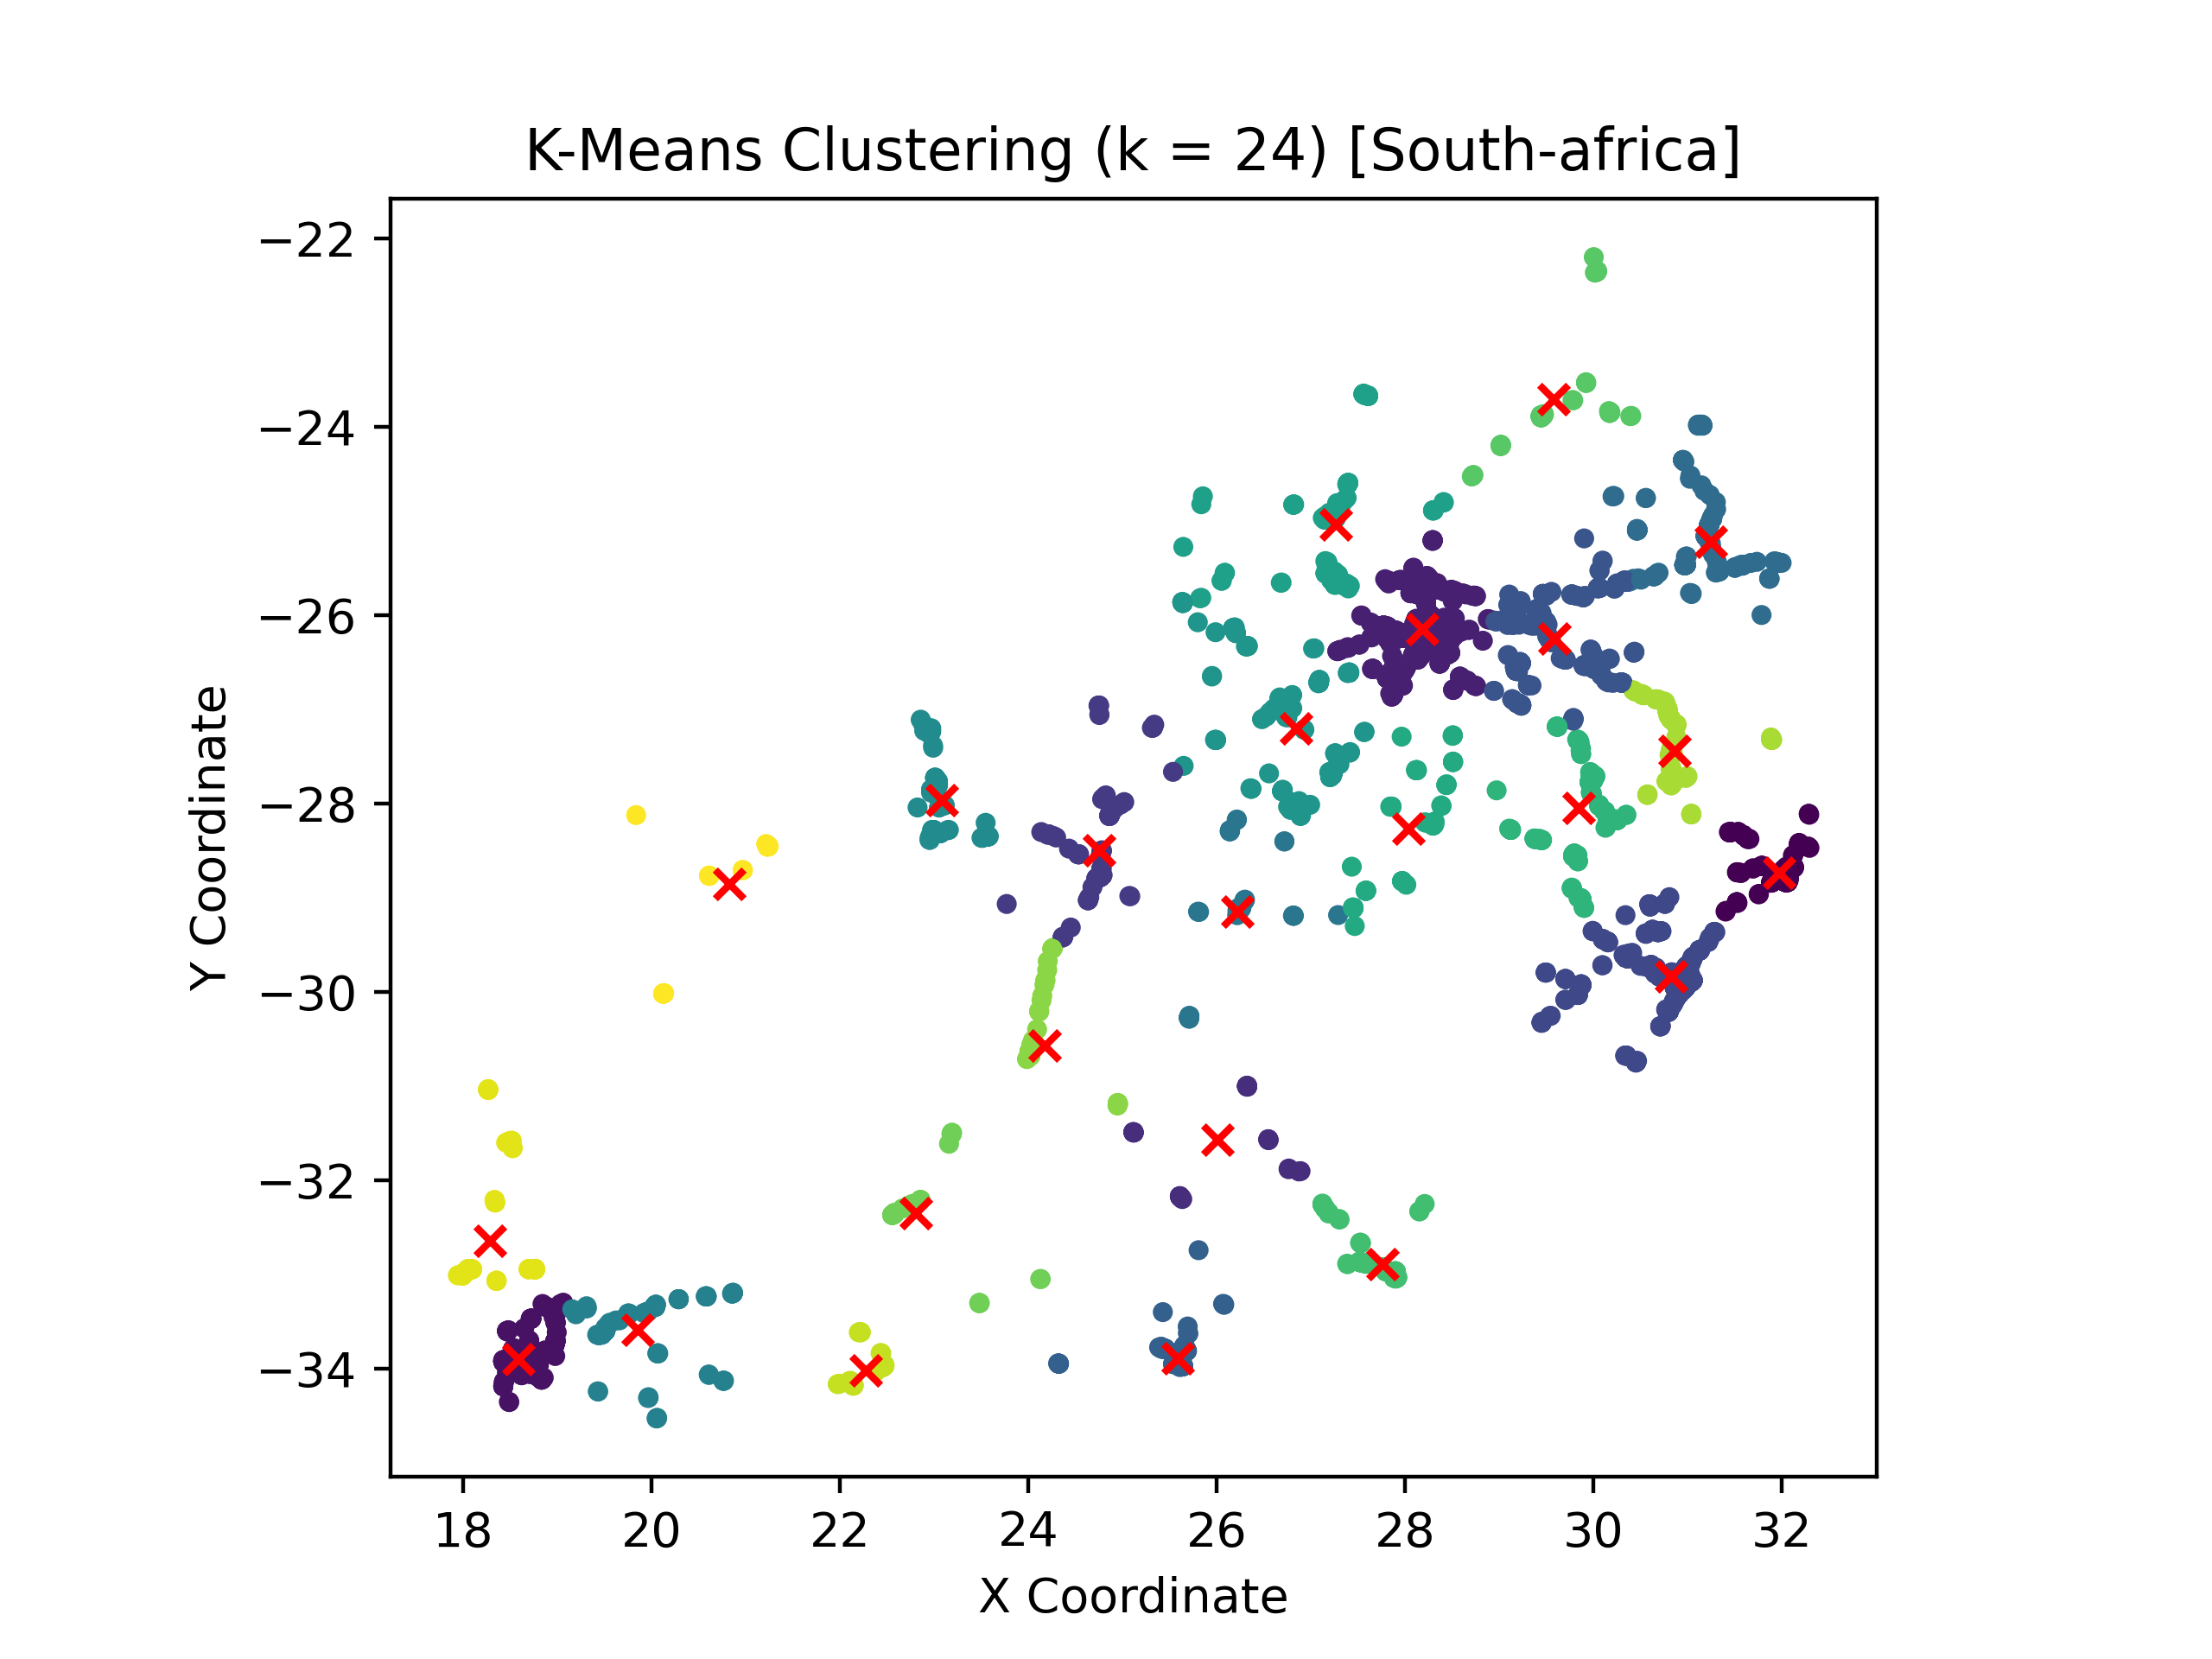 K-Means Clustering (k = 24) [South-africa]
−22
−24
−26
−28
−30
−32
−34
Y Coordinate
18 20 22 24 26 28 30 32
X Coordinate